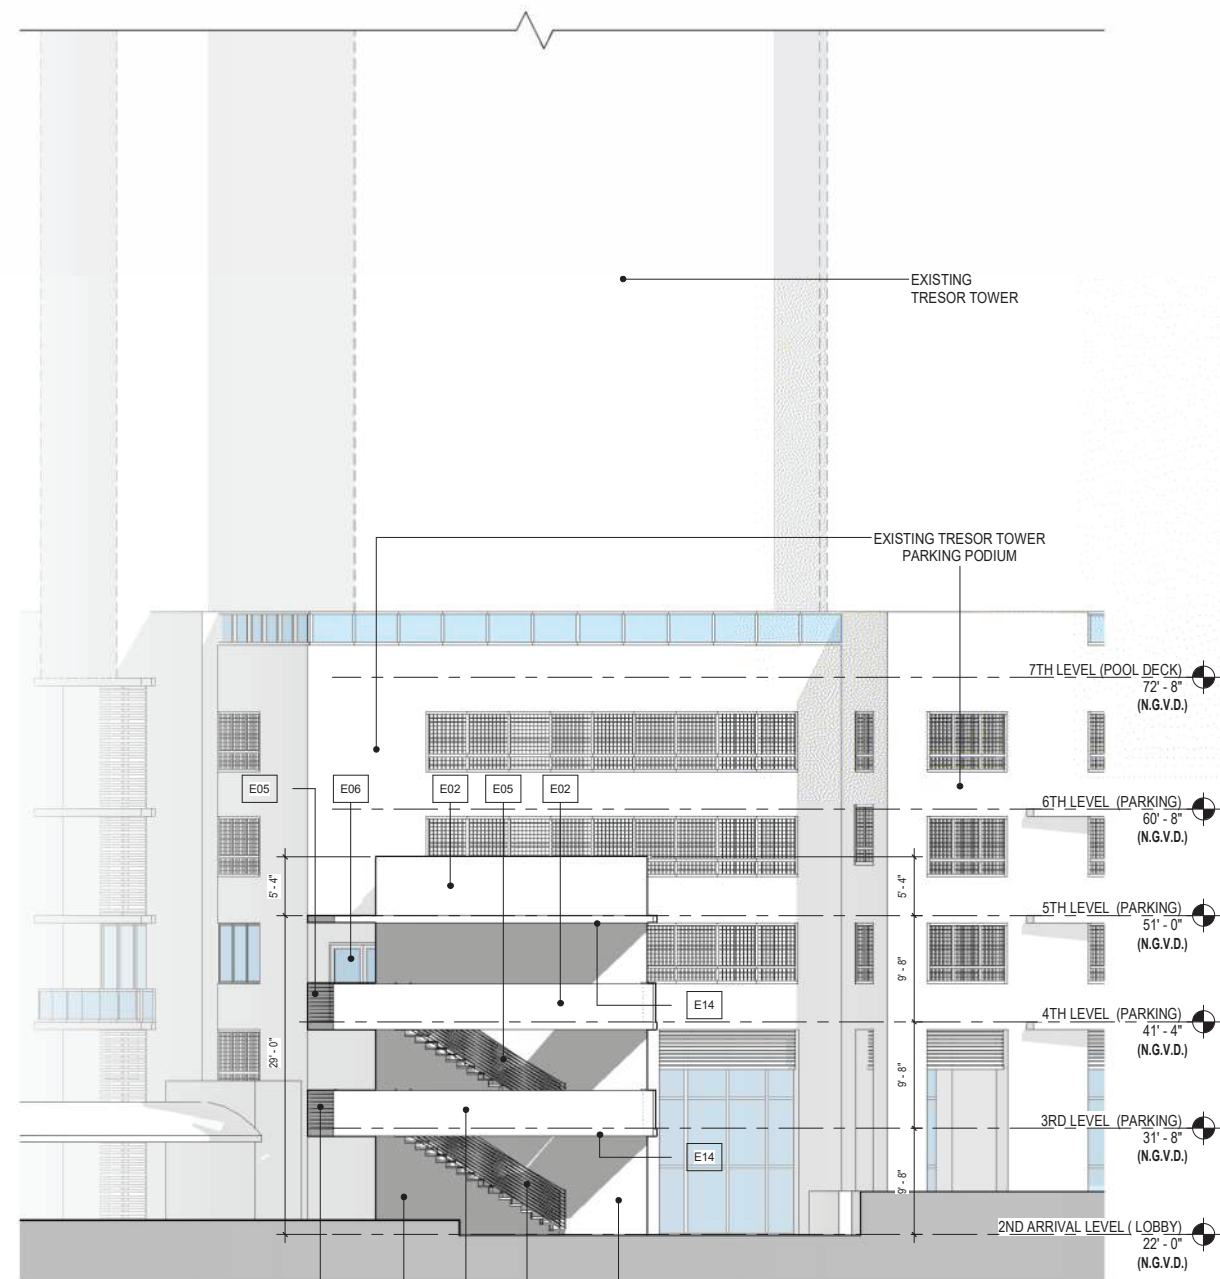 EXISTING
TRESOR TOWER
EXISTING TRESOR TOWER
PARKING PODIUM
7TH LEVEL (POOL DECK)
72' - 8"
(N.G.V.D.)
E05
E06
E02
E05
E02
6TH LEVEL (PARKING)
60' - 8"
(N.G.V.D.)
5' - 4"
5' - 4"
5TH LEVEL (PARKING)
51' - 0"
(N.G.V.D.)
9' - 8"
E14
4TH LEVEL (PARKING)
41' - 4"
(N.G.V.D.)
29' - 0"
9' - 8"
3RD LEVEL (PARKING)
31' - 8"
(N.G.V.D.)
E14
9' - 8"
2ND ARRIVAL LEVEL ( LOBBY)
22' - 0"
(N.G.V.D.)